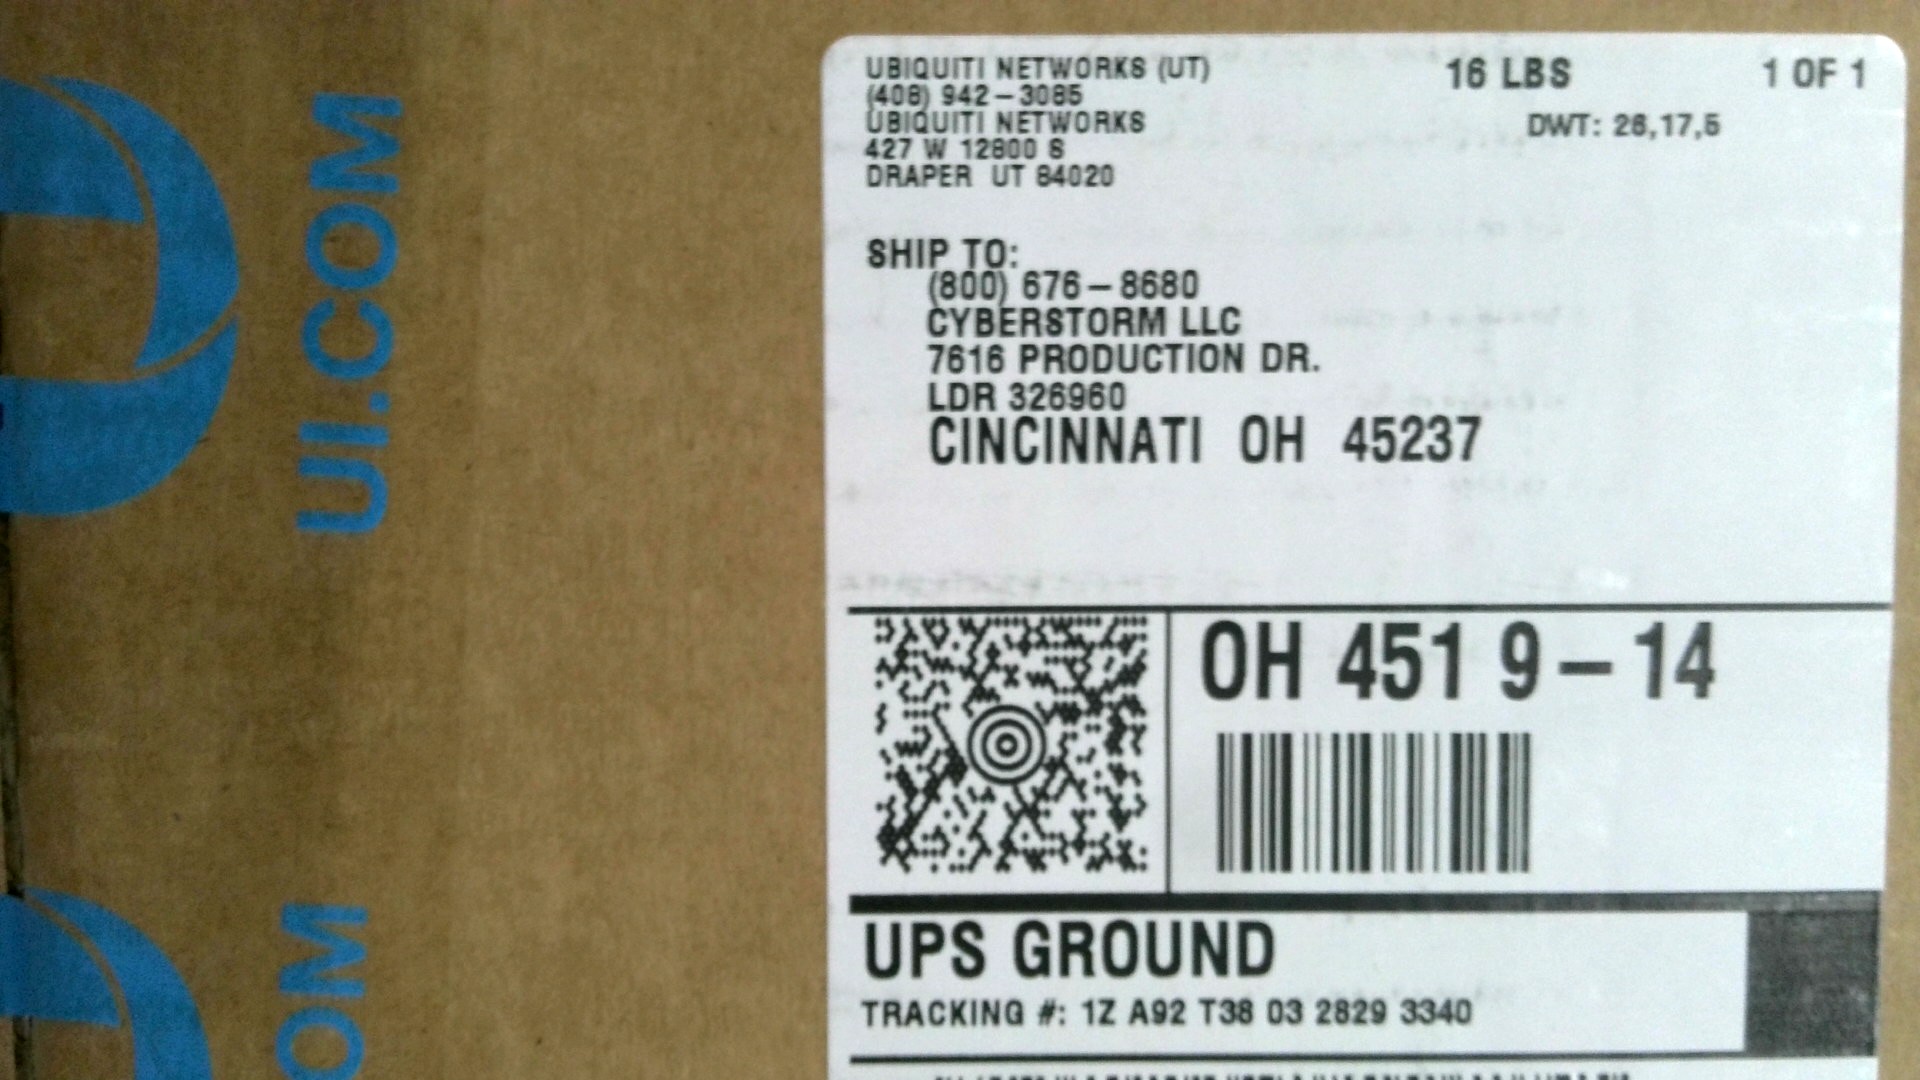 UBIQUITI NETWORKS (UT)
(408) 942-3085
UBIQUITI NETWORKS
427 W 12800 S
DRAPER UT 84020
16 LBS
1 OF 1
DWT: 26,17,5
SHIP TO:
(800) 676-8680
CYBERSTORM LLC
7616 PRODUCTION DR.
LDR 326960
CINCINNATI OH 45237
OH 451 9-14
UPS GROUND
TRACKING #: 1Z A92 T38 03 2829 3340
UI.COM
OM